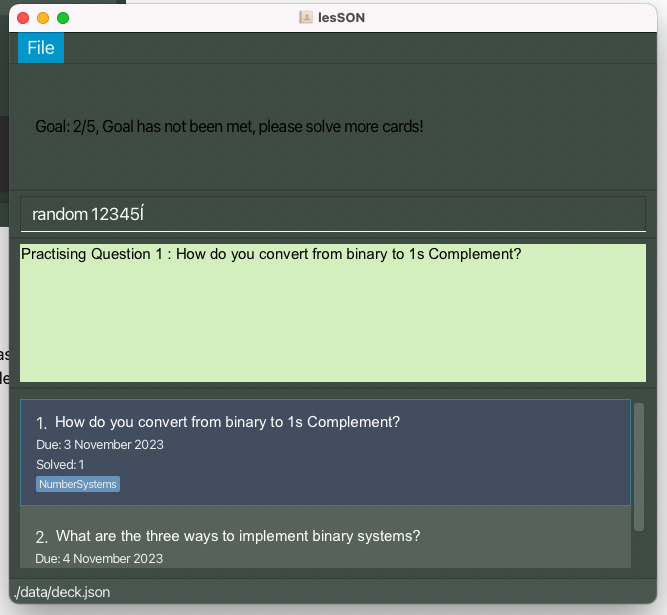 lesSON
File
Goal: 2/5, Goal has not been met, please solve more cards!
random 12345Í
Practising Question 1 : How do you convert from binary to 1s Complement?
1. How do you convert from binary to 1s Complement?
Due: 3 November 2023
Solved: 1
NumberSystems
2. What are the three ways to implement binary systems?
Due: 4 November 2023
./data/deck.json